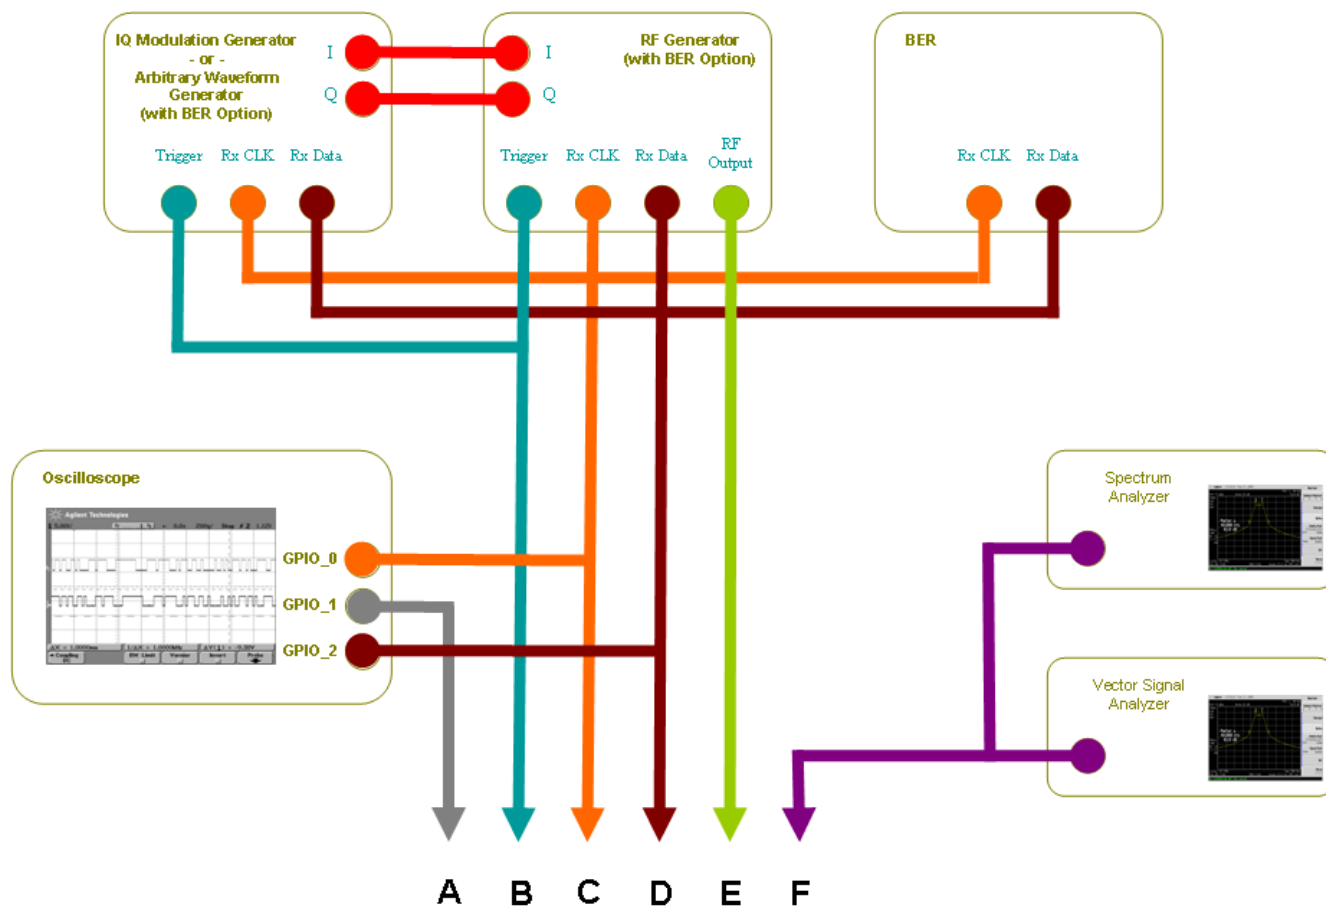 IQ Modulation Generator
- or -
Arbitrary Waveform
Generator
(with BER Option)
I
Q
Trigger
Rx CLK
Rx Data
RF Generator
(with BER Option)
I
Q
Trigger
Rx CLK
Rx Data
RF
Output
BER
Rx CLK
Rx Data
Oscilloscope
Agilent Technologies
GPIO_0
GPIO_1
GPIO_2
Spectrum
Analyzer
Vector Signal
Analyzer
A B C D E F